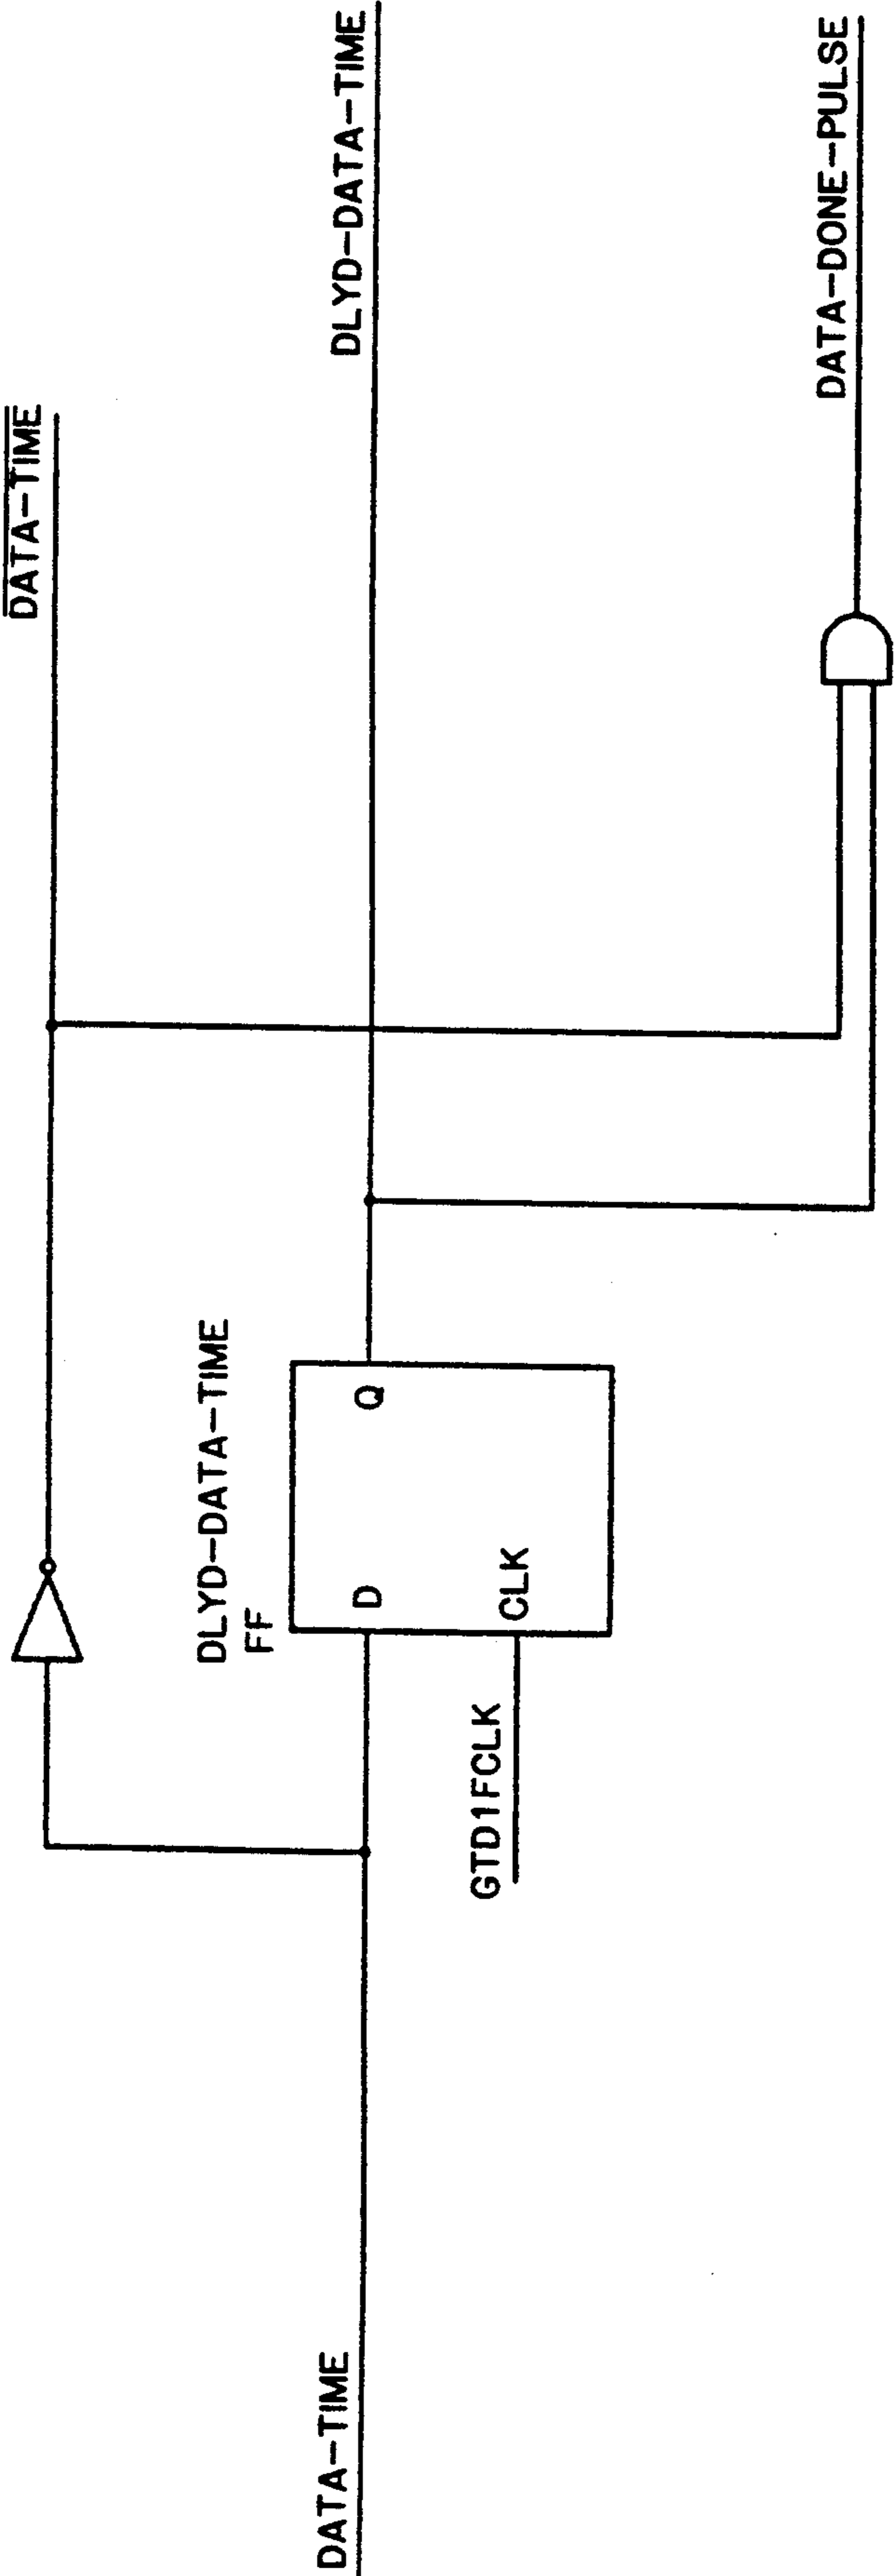 DATA-TIME
DLYD-DATA-TIME
DLYD-DATA-TIME
FF
D
Q
CLK
GTD1FCLK
DATA-TIME
DATA-DONE-PULSE